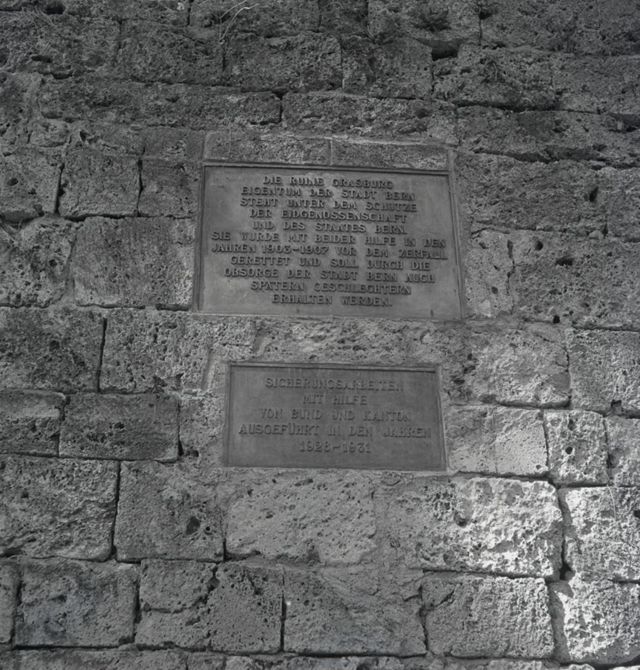 DIE RUINE GRASBURG
EIGENTUM DER STADT BERN
STEHT UNTER DEM SCHUTZE
DER EIDGENOSSENSCHAFT
UND DES STAATES BERN.
SIE WURDE MIT BEIDER HILFE IN DEN
JAHREN 1903-1907 VOR DEM ZERFALL
GERETTET UND SOLL DURCH DIE
OBSORGE DER STADT BERN AUCH
SPÄTERN GESCHLECHTERN
ERHALTEN WERDEN.
SICHERUNGSARBEITEN
MIT HILFE
VON BUND UND KANTON
AUSGEFÜHRT IN DEN JAHREN
1928-1931